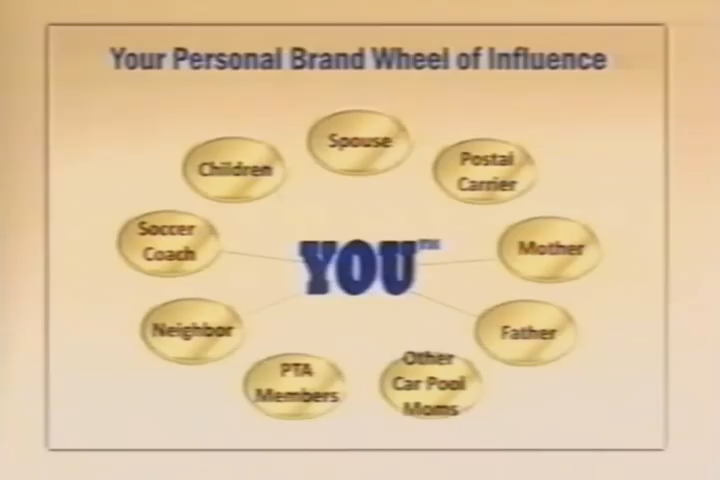 Your Personal Brand Wheel of Influence
Spouse
Children
Postal
Carrier
Soccer
Coach
YOU™
Mother
Neighbor
Father
PTA
Members
Other
Car Pool
Moms